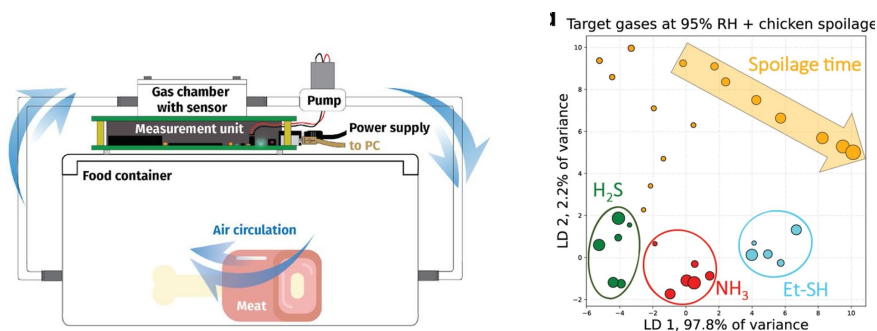 Gas chamber
with sensor
Pump
Measurement unit
Power supply
to PC
Food container
Air circulation
Meat
Target gases at 95% RH + chicken spoilage
Spoilage time
H₂S
NH₃
Et-SH
LD 2, 2.2% of variance
10
8
6
4
2
0
−2
−6
−4
−2
0
2
4
6
8
10
LD 1, 97.8% of variance